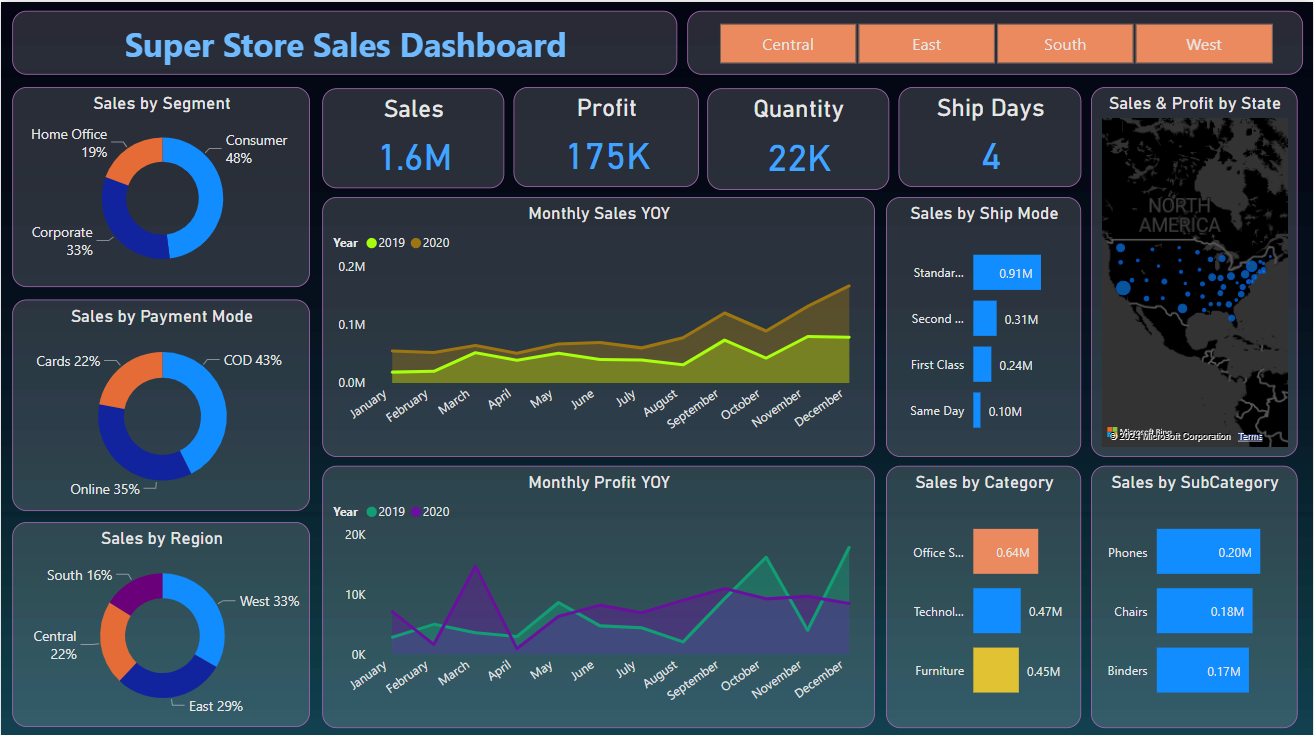 Super Store Sales Dashboard
Central
East
South
West
Sales by Segment
Home Office
19%
Consumer
48%
Corporate
33%
Sales
1.6M
Profit
175K
Quantity
22K
Ship Days
4
Sales & Profit by State
NORTH
AMERICA
Microsoft Bing
© 2024 Microsoft Corporation Terms
Monthly Sales YOY
Year 2019 2020
0.2M
0.1M
0.0M
January
February
March
April
May
June
July
August
September
October
November
December
Sales by Ship Mode
Standar... 0.91M
Second ... 0.31M
First Class 0.24M
Same Day 0.10M
Sales by Payment Mode
Cards 22%
COD 43%
Online 35%
Monthly Profit YOY
Year 2019 2020
20K
10K
0K
January
February
March
April
May
June
July
August
September
October
November
December
Sales by Category
Office S... 0.64M
Technol... 0.47M
Furniture 0.45M
Sales by SubCategory
Phones 0.20M
Chairs 0.18M
Binders 0.17M
Sales by Region
South 16%
West 33%
Central
22%
East 29%